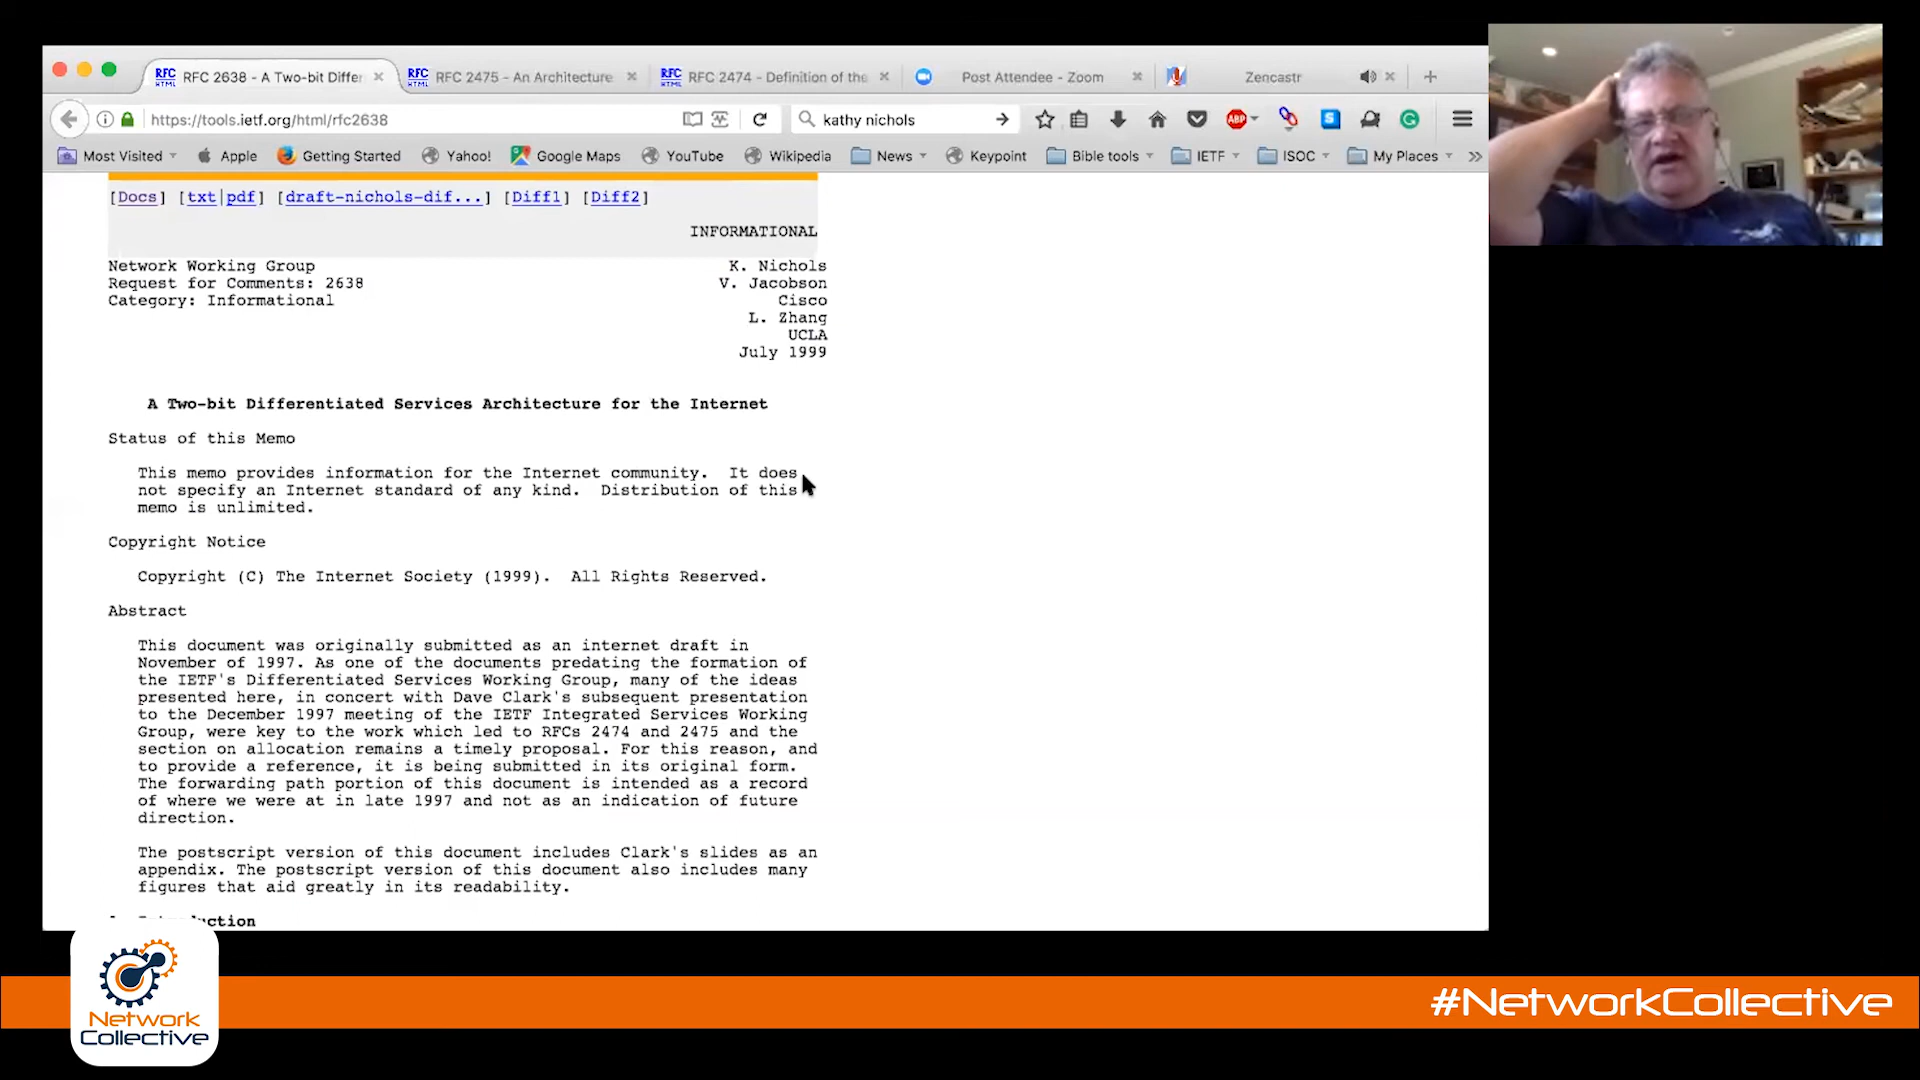 RFC 2638 - A Two-bit Differ
RFC 2475 - An Architecture
RFC 2474 - Definition of the
Post Attendee - Zoom
Zencastr
https://tools.ietf.org/html/rfc2638
kathy nichols
ABP
Most Visited
Apple
Getting Started
Yahoo!
Google Maps
YouTube
Wikipedia
News
Keypoint
Bible tools
IETF
ISOC
My Places
[Docs] [txt|pdf] [draft-nichols-dif...] [Diff1] [Diff2]
INFORMATIONAL
Network Working Group K. Nichols
Request for Comments: 2638 V. Jacobson
Category: Informational Cisco
L. Zhang
UCLA
July 1999
A Two-bit Differentiated Services Architecture for the Internet
Status of this Memo
This memo provides information for the Internet community. It does
not specify an Internet standard of any kind. Distribution of this
memo is unlimited.
Copyright Notice
Copyright (C) The Internet Society (1999). All Rights Reserved.
Abstract
This document was originally submitted as an internet draft in
November of 1997. As one of the documents predating the formation of
the IETF's Differentiated Services Working Group, many of the ideas
presented here, in concert with Dave Clark's subsequent presentation
to the December 1997 meeting of the IETF Integrated Services Working
Group, were key to the work which led to RFCs 2474 and 2475 and the
section on allocation remains a timely proposal. For this reason, and
to provide a reference, it is being submitted in its original form.
The forwarding path portion of this document is intended as a record
of where we were at in late 1997 and not as an indication of future
direction.
The postscript version of this document includes Clark's slides as an
appendix. The postscript version of this document also includes many
figures that aid greatly in its readability.
Network
Collective
#NetworkCollective